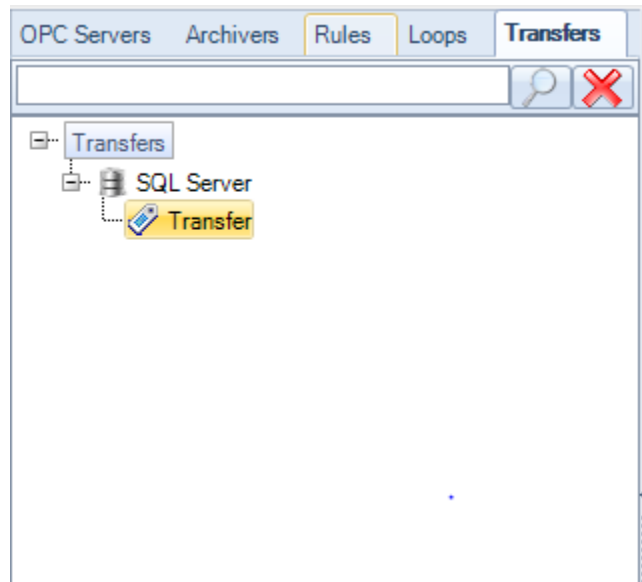 OPC Servers Archivers Rules Loops Transfers
Transfers
SQL Server
Transfer